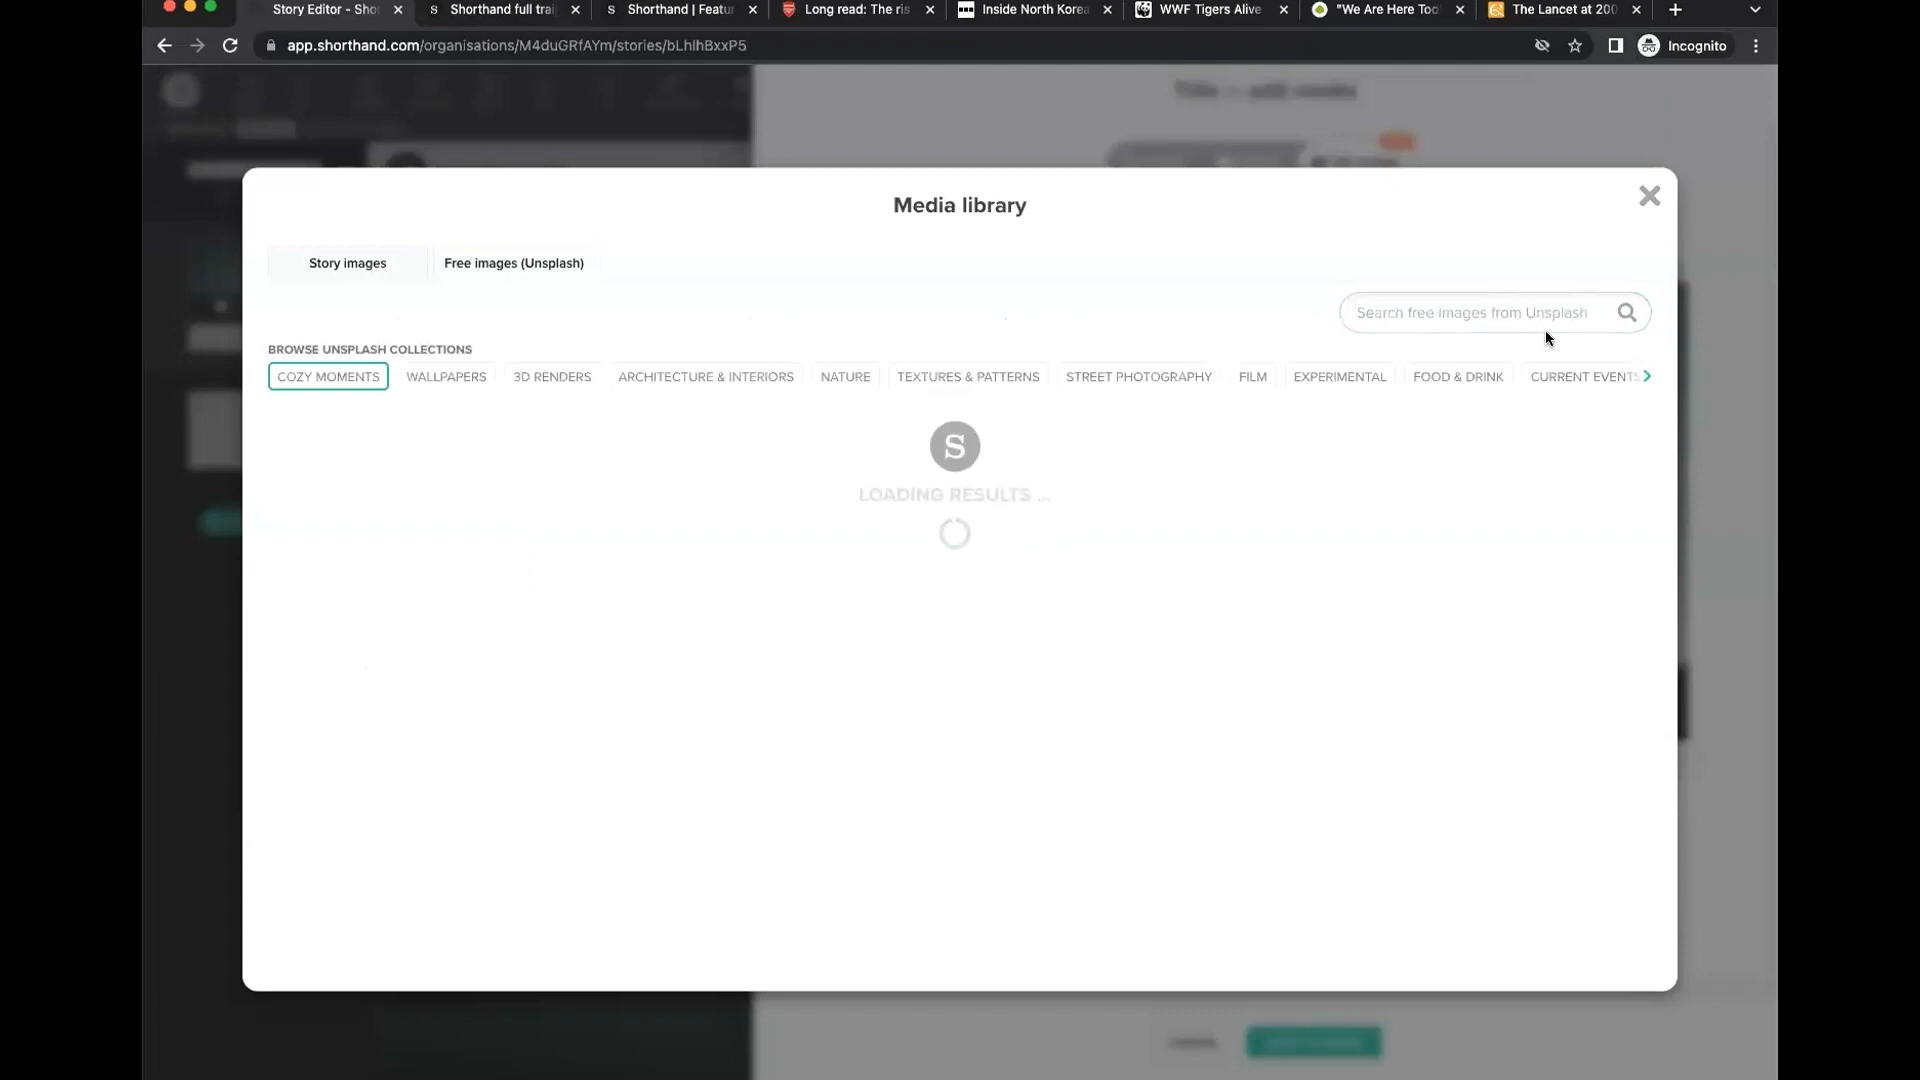 Story Editor - Sho
Shorthand full trai
Shorthand | Featu
Long read: The ris
Inside North Korea
WWF Tigers Alive
"We Are Here Too
The Lancet at 200
app.shorthand.com/organisations/M4duGRfAYm/stories/bLhIhBxxP5
Incognito
Media library
Story images
Free images (Unsplash)
Search free images from Unsplash
BROWSE UNSPLASH COLLECTIONS
COZY MOMENTS
WALLPAPERS
3D RENDERS
ARCHITECTURE & INTERIORS
NATURE
TEXTURES & PATTERNS
STREET PHOTOGRAPHY
FILM
EXPERIMENTAL
FOOD & DRINK
CURRENT EVENTS
S
LOADING RESULTS ...